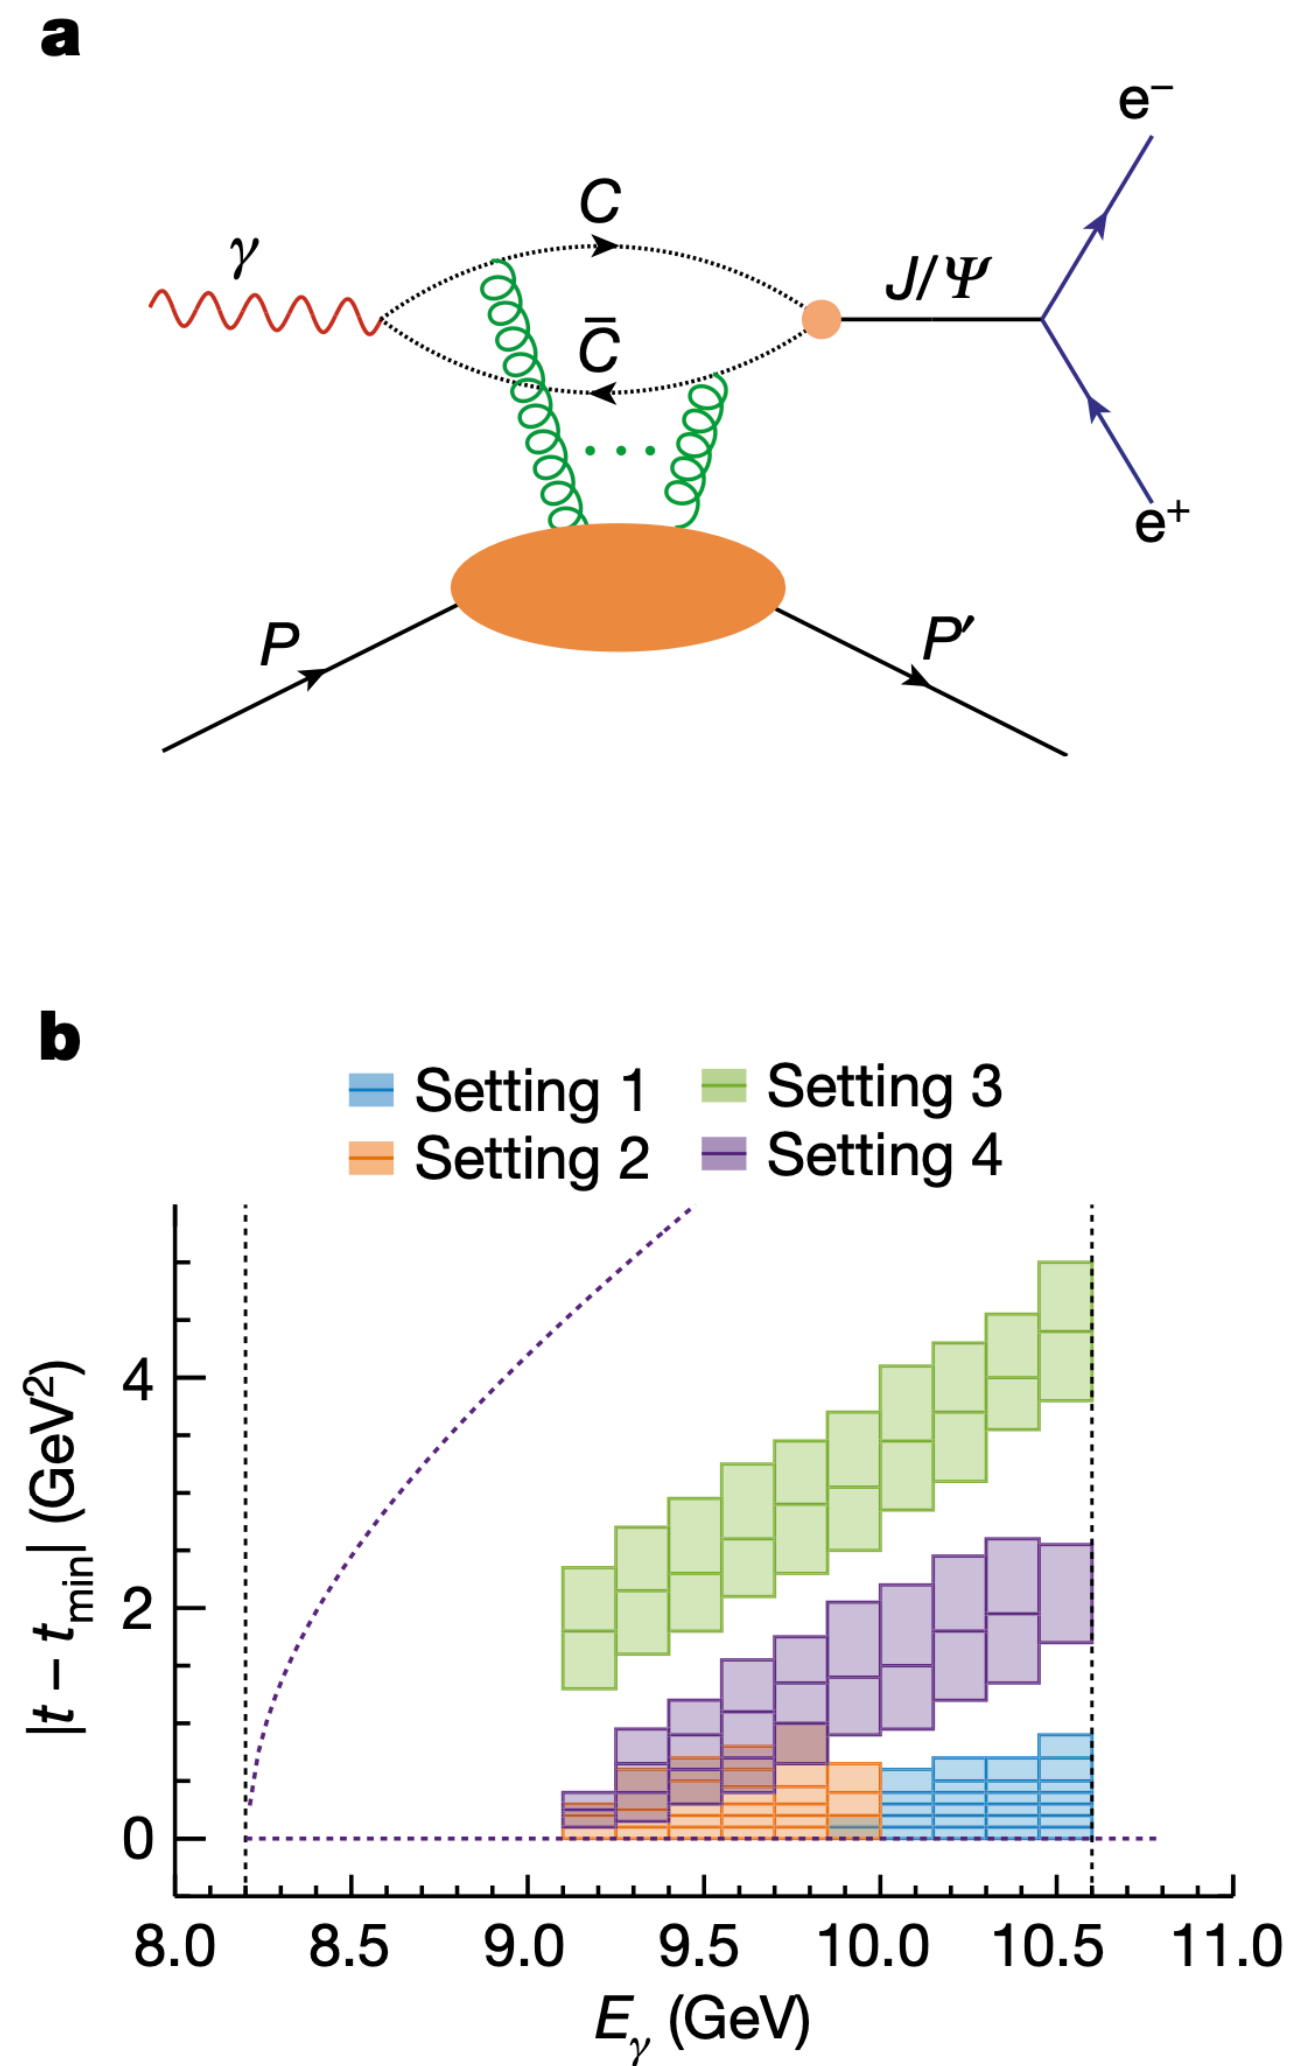 a
e⁻
C
γ
J/Ψ
C̄
e⁺
P
P′
b
Setting 1
Setting 3
Setting 2
Setting 4
|t – t_min| (GeV²)
4
2
0
8.0 8.5 9.0 9.5 10.0 10.5 11.0
E_γ (GeV)